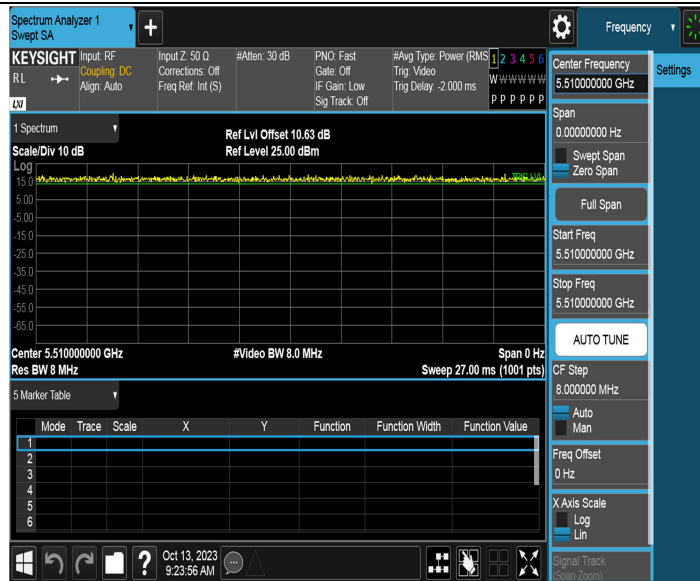 Spectrum Analyzer 1
Swept SA
+
Frequency
KEYSIGHT Input: RF Input Z: 50 Ω #Atten: 30 dB PNO: Fast #Avg Type: Power (RMS 1 2 3 4 5 6
RL Coupling: DC Corrections: Off Gate: Off Trig: Video W W W W W W
Align: Auto Freq Ref: Int (S) IF Gain: Low Trig Delay: -2.000 ms
LXI Sig Track: Off P P P P P P
Center Frequency
5.510000000 GHz
Settings
Span
0.00000000 Hz
Swept Span
Zero Span
Full Span
Start Freq
5.510000000 GHz
Stop Freq
5.510000000 GHz
AUTO TUNE
CF Step
8.000000 MHz
Auto
Man
Freq Offset
0 Hz
X Axis Scale
Log
Lin
Signal Track
(Span Zoom)
1 Spectrum
Scale/Div 10 dB
Ref Lvl Offset 10.63 dB
Ref Level 25.00 dBm
Log
15.0
TRIG LVL
5.00
-5.00
-15.0
-25.0
-35.0
-45.0
-55.0
-65.0
Center 5.510000000 GHz #Video BW 8.0 MHz Span 0 Hz
Res BW 8 MHz Sweep 27.00 ms (1001 pts)
5 Marker Table
Mode Trace Scale X Y Function Function Width Function Value
1
2
3
4
5
6
?
Oct 13, 2023
9:23:56 AM